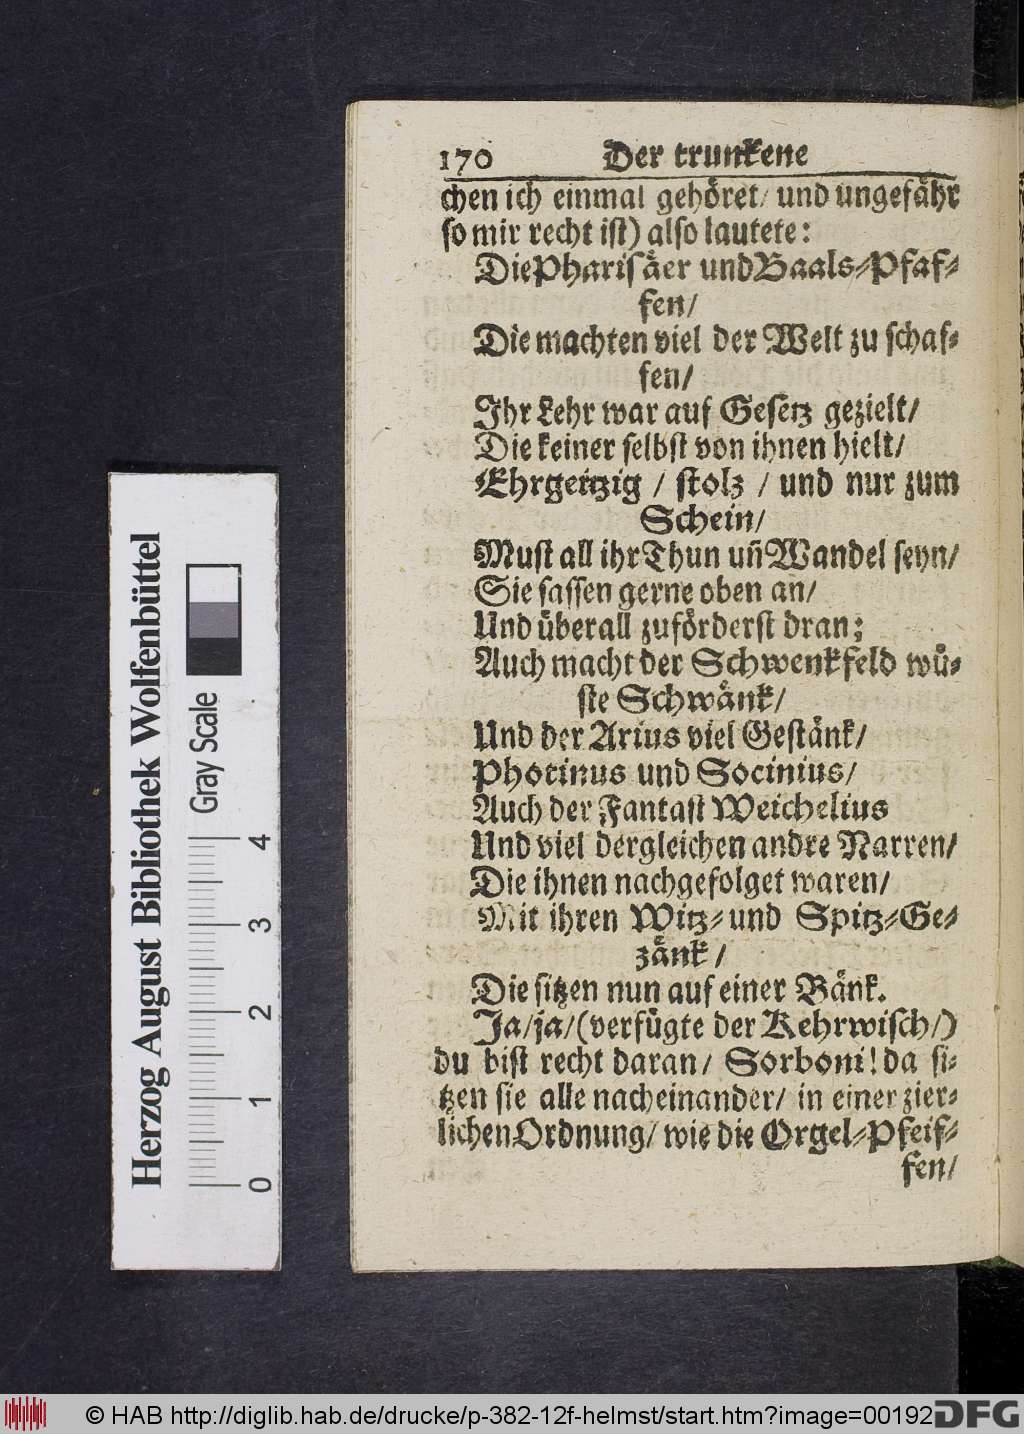 170 Der trunkene
chen ich einmal gehöret/ und ungefähr
so mir recht ist) also lautete:
Die Pharisäer und Baals-Pfaf-
fen/
Die machten viel der Welt zu schaf-
fen/
Ihr Lehr war auf Gesetz gezielt/
Die keiner selbst von ihnen hielt/
Ehrgeitzig / stolz / und nur zum
Schein/
Must all ihr Thun uñ Wandel seyn/
Sie sassen gerne oben an/
Und überall zuförderst dran;
Auch macht der Schwenkfeld wü-
ste Schwänk/
Und der Arius viel Gestänk/
Photinus und Socinius/
Auch der Fantast Weichelius
Und viel dergleichen andre Narren/
Die ihnen nachgefolget waren/
Mit ihren Witz- und Spitz-Ge-
zänk /
Die sitzen nun auf einer Bänk.
Ja/ja/(verfügte der Kehrwisch/)
du bist recht daran/ Sorboni! da si-
tzen sie alle nacheinander/ in einer zier-
lichen Ordnung/ wie die Orgel-Pfeif-
fen/
Herzog August Bibliothek Wolfenbüttel
Gray Scale
0 1 2 3 4
© HAB http://diglib.hab.de/drucke/p-382-12f-helmst/start.htm?image=00192
DFG